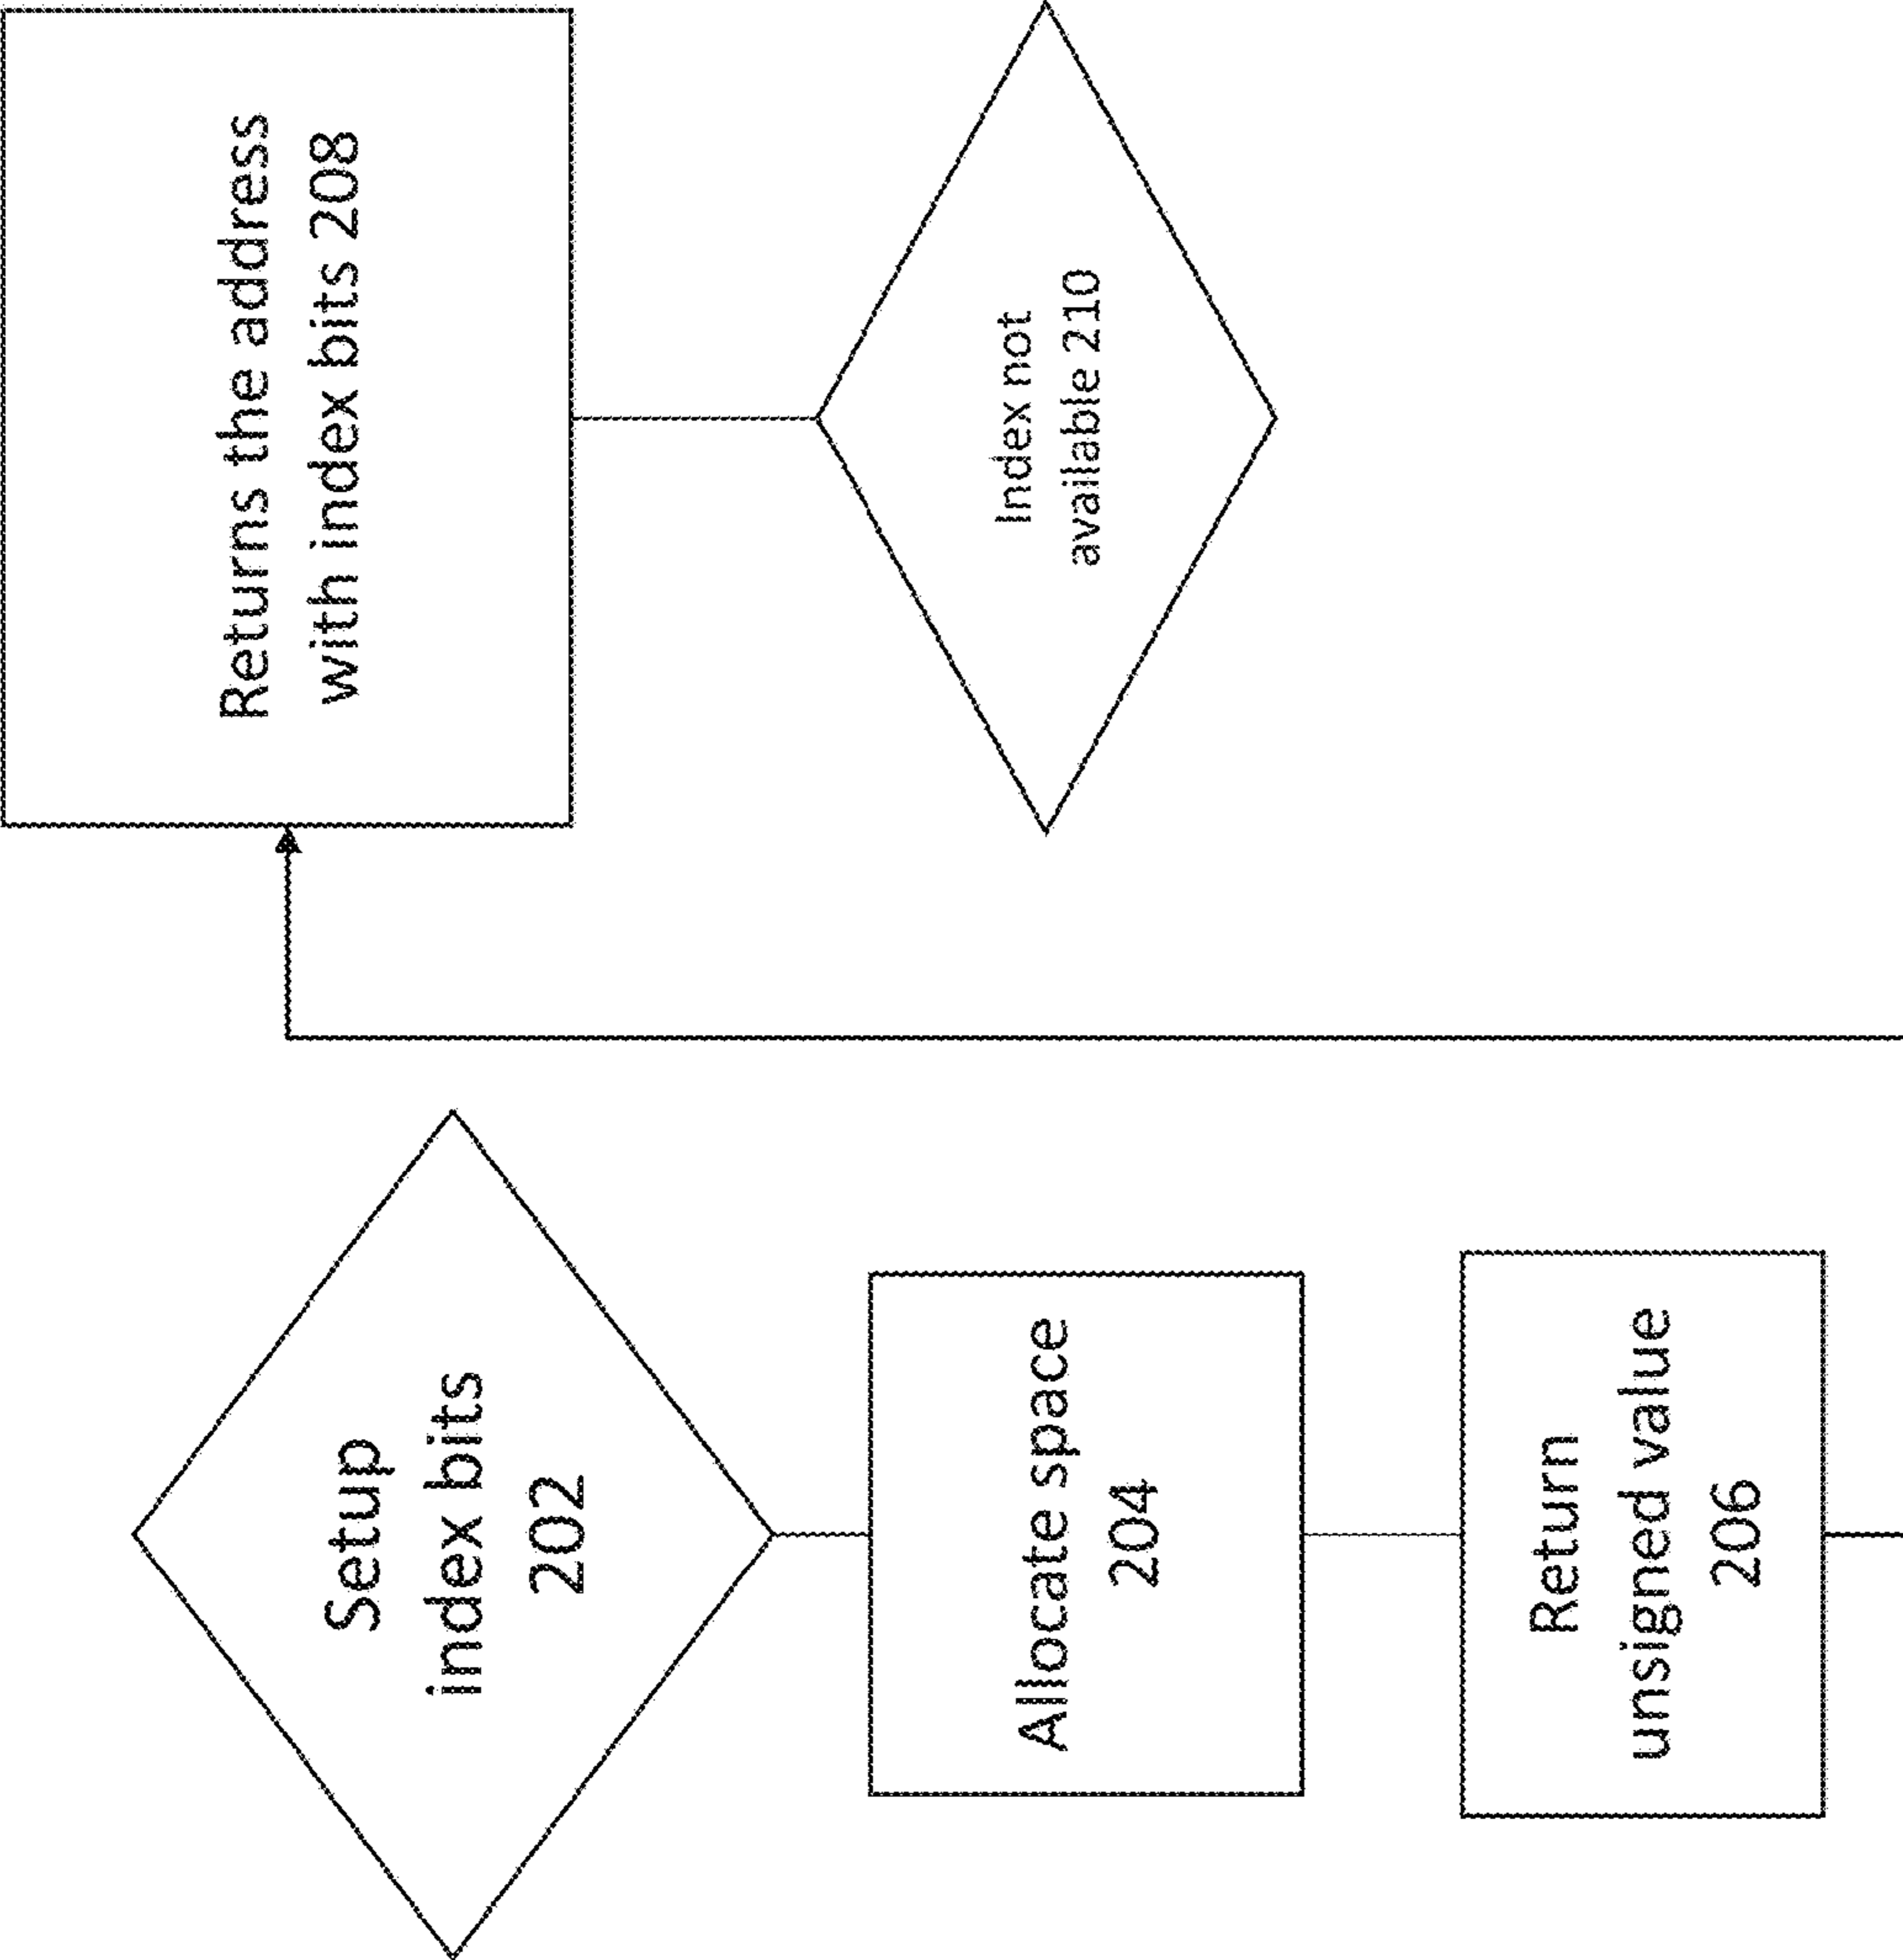 Setup
index bits
202
Allocate space
204
Return
unsigned value
206
Returns the address
with index bits 208
Index not
available 210